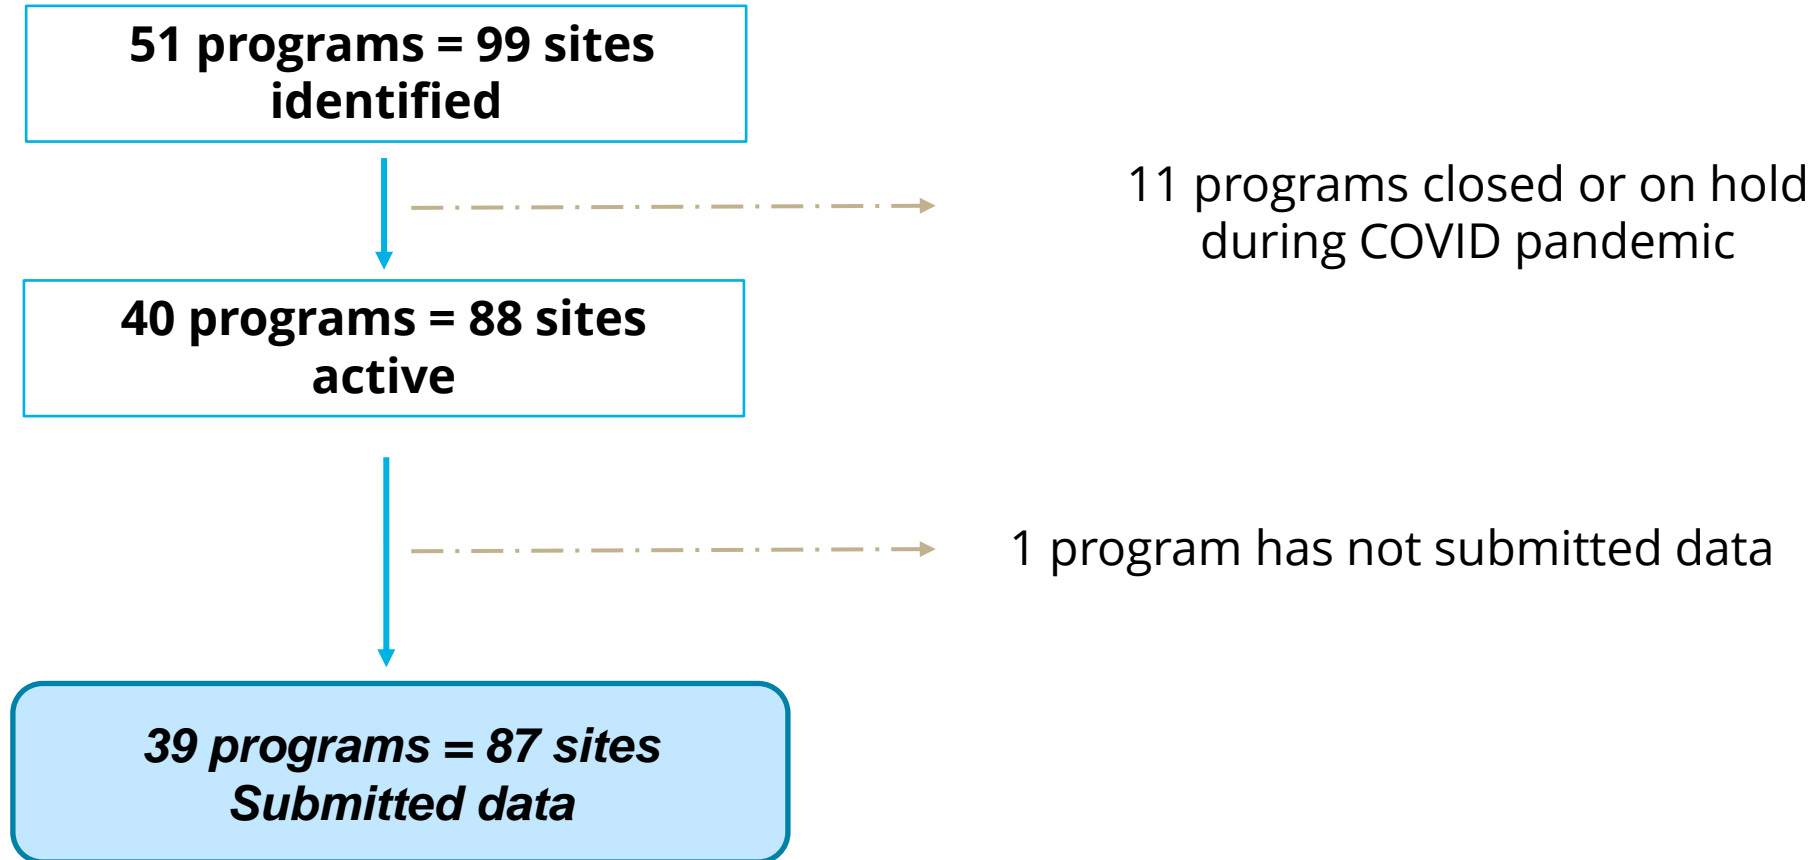 51 programs = 99 sites
identified
11 programs closed or on hold
during COVID pandemic
40 programs = 88 sites
active
1 program has not submitted data
39 programs = 87 sites
Submitted data